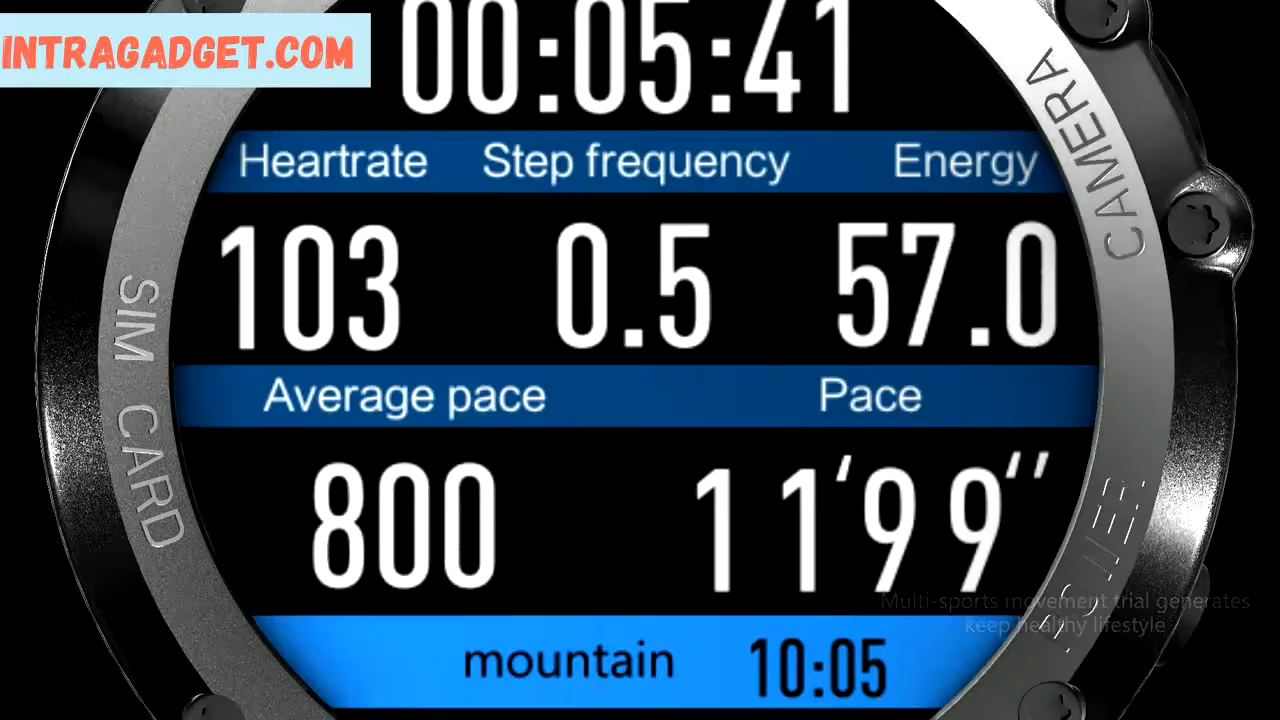 INTRAGADGET.COM
00:05:41
Heartrate Step frequency Energy
103 0.5 57.0
Average pace Pace
800 11'99''
mountain 10:05
CAMERA
SIM CARD
Multi-sports movement trial generates
keep healthy lifestyle